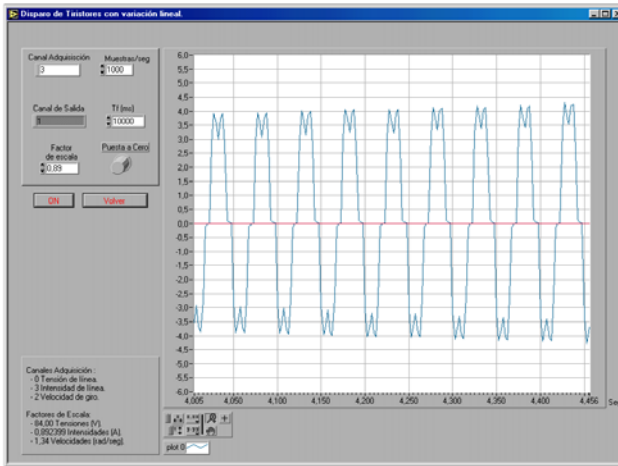 Disparo de Tiristores con variación lineal.
Canal Adquisición Muestras/seg
3 1000
Canal de Salida Tf (ms)
1 10000
Factor de escala Puesta a Cero
0,89
ON Volver
6,0
5,5
5,0
4,5
4,0
3,5
3,0
2,5
2,0
1,5
1,0
0,5
0,0
-0,5
-1,0
-1,5
-2,0
-2,5
-3,0
-3,5
-4,0
-4,5
-5,0
-5,5
-6,0
4,005 4,050 4,100 4,150 4,200 4,250 4,300 4,350 4,400 4,456
Canales Adquisición :
- 0 Tensión de línea.
- 3 Intensidad de línea.
- 2 Velocidad de giro.
Factores de Escala:
- 84,00 Tensiones (V).
- 0,892399 Intensidades (A).
- 1,34 Velocidades (rad/seg).
plot 0